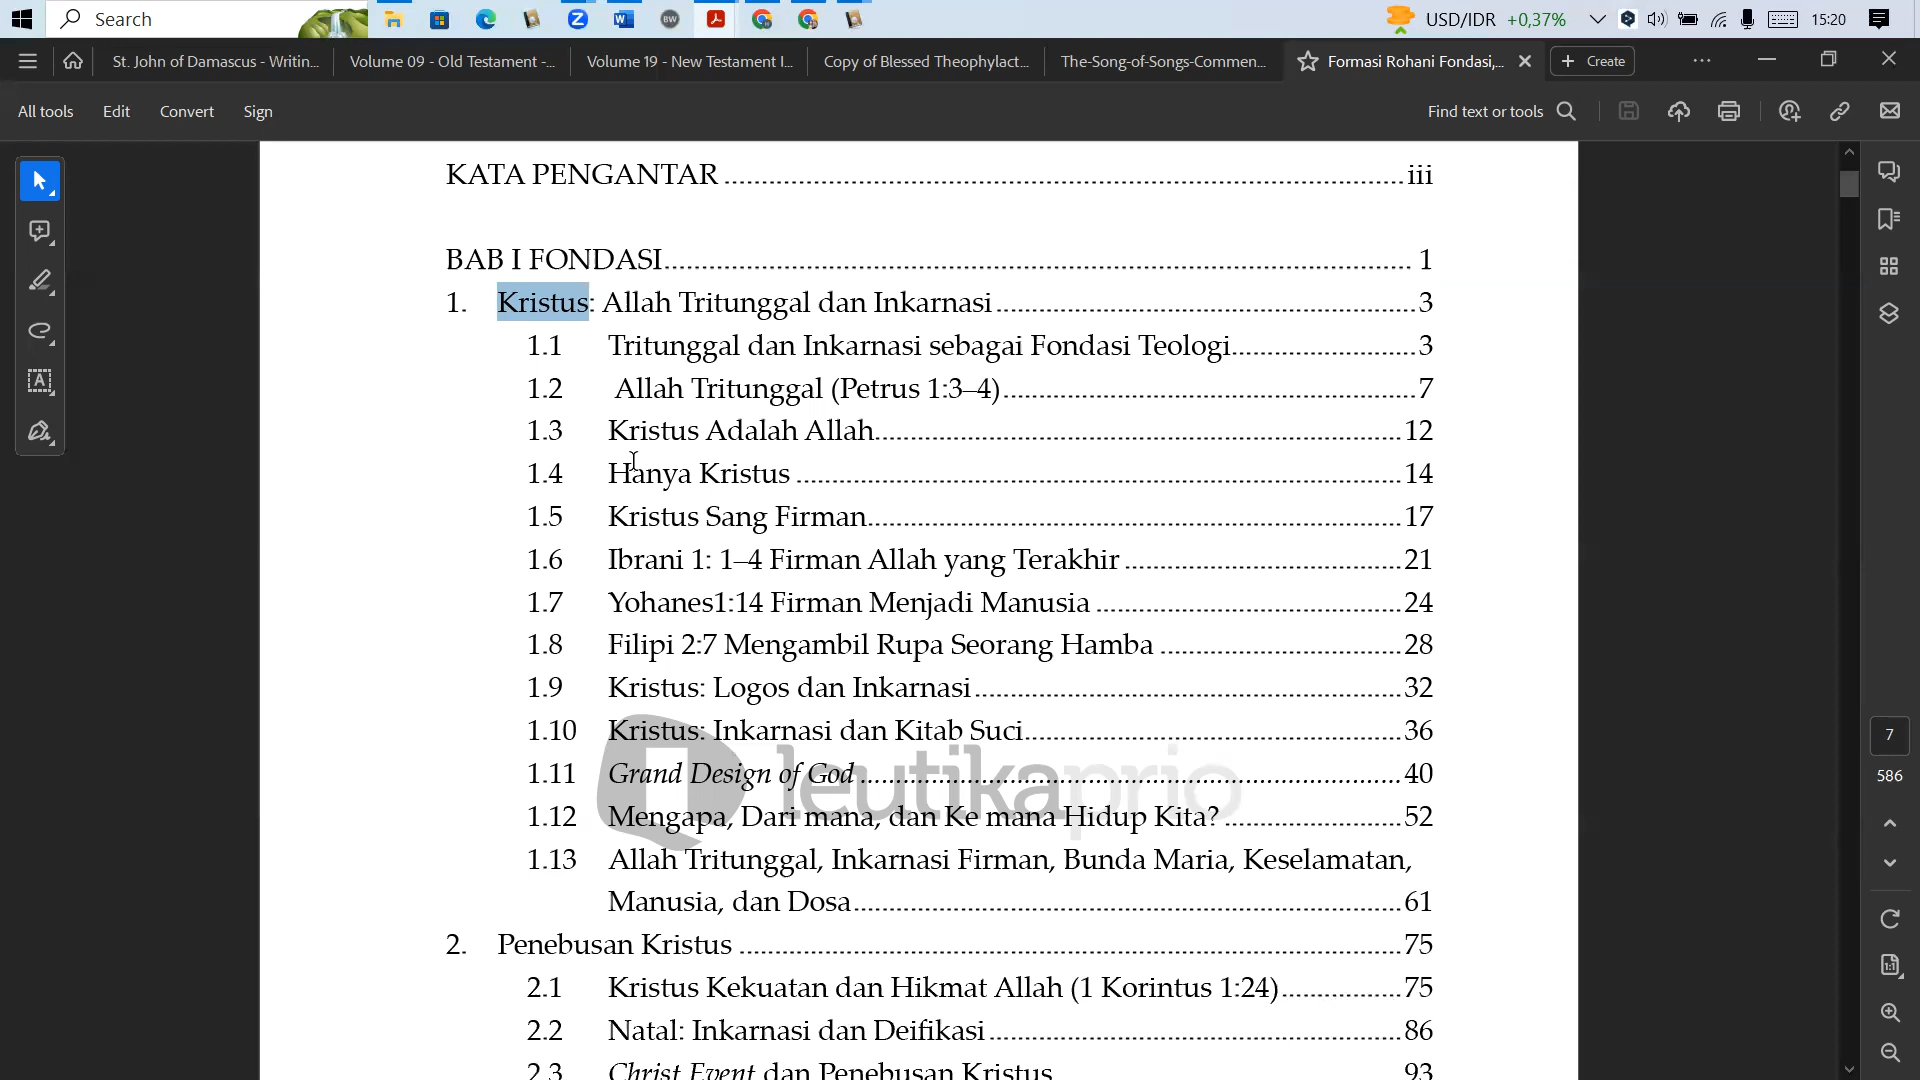 Search
USD/IDR +0,37%
15:20
St. John of Damascus - Writin...
Volume 09 - Old Testament -...
Volume 19 - New Testament I...
Copy of Blessed Theophylact...
The-Song-of-Songs-Commen...
Formasi Rohani Fondasi,...
Create
All tools
Edit
Convert
Sign
Find text or tools
KATA PENGANTAR ........ iii
BAB I FONDASI ........ 1
1. Kristus: Allah Tritunggal dan Inkarnasi ........ 3
1.1 Tritunggal dan Inkarnasi sebagai Fondasi Teologi ........ 3
1.2 Allah Tritunggal (Petrus 1:3–4) ........ 7
1.3 Kristus Adalah Allah ........ 12
1.4 Hanya Kristus ........ 14
1.5 Kristus Sang Firman ........ 17
1.6 Ibrani 1: 1–4 Firman Allah yang Terakhir ........ 21
1.7 Yohanes1:14 Firman Menjadi Manusia ........ 24
1.8 Filipi 2:7 Mengambil Rupa Seorang Hamba ........ 28
1.9 Kristus: Logos dan Inkarnasi ........ 32
1.10 Kristus: Inkarnasi dan Kitab Suci ........ 36
1.11 Grand Design of God ........ 40
leutikaprio
1.12 Mengapa, Dari mana, dan Ke mana Hidup Kita? ........ 52
1.13 Allah Tritunggal, Inkarnasi Firman, Bunda Maria, Keselamatan,
Manusia, dan Dosa ........ 61
2. Penebusan Kristus ........ 75
2.1 Kristus Kekuatan dan Hikmat Allah (1 Korintus 1:24) ........ 75
2.2 Natal: Inkarnasi dan Deifikasi ........ 86
2.3 Christ Event dan Penebusan Kristus 93
7
586